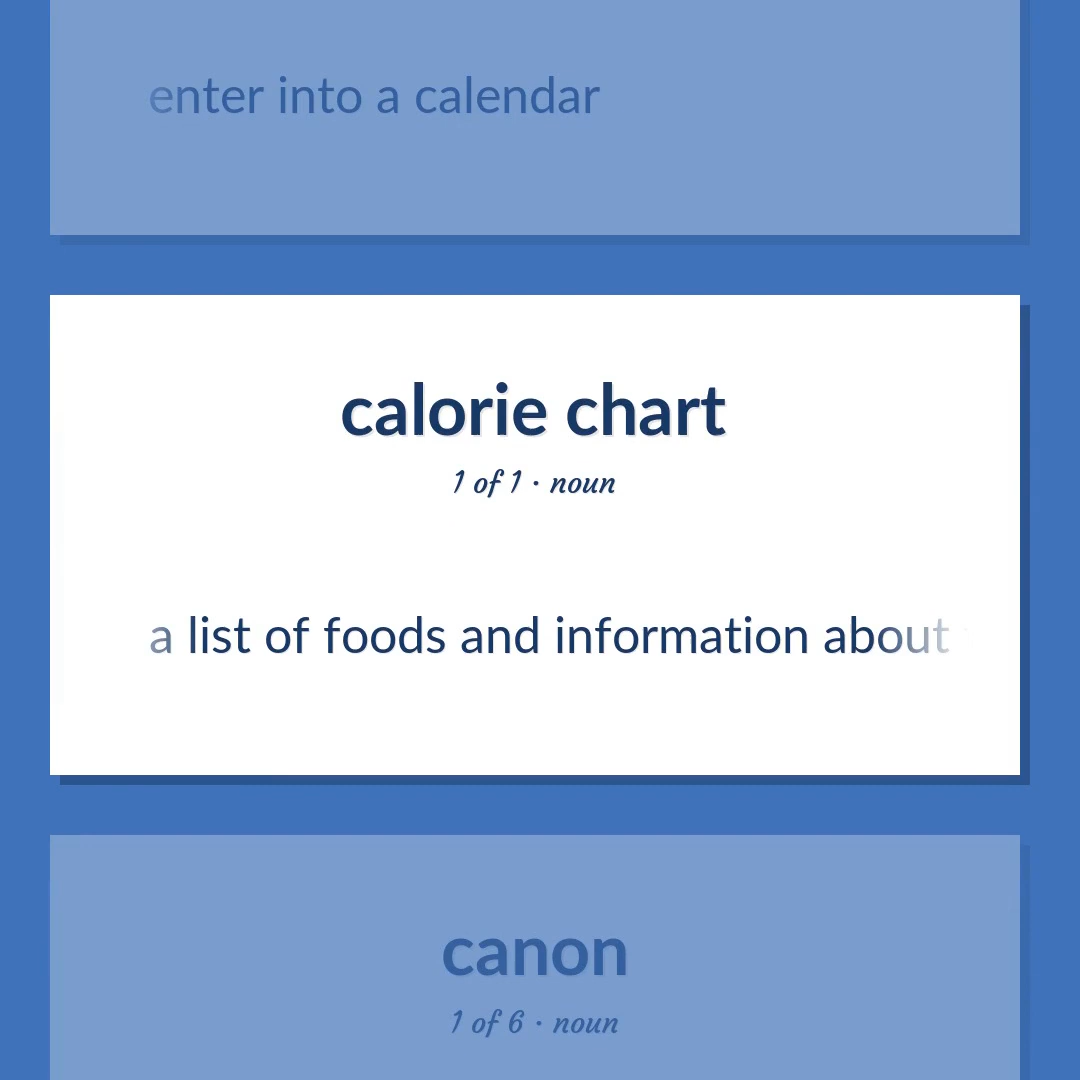 enter into a calendar
calorie chart
1 of 1 · noun
a list of foods and information about
canon
1 of 6 · noun